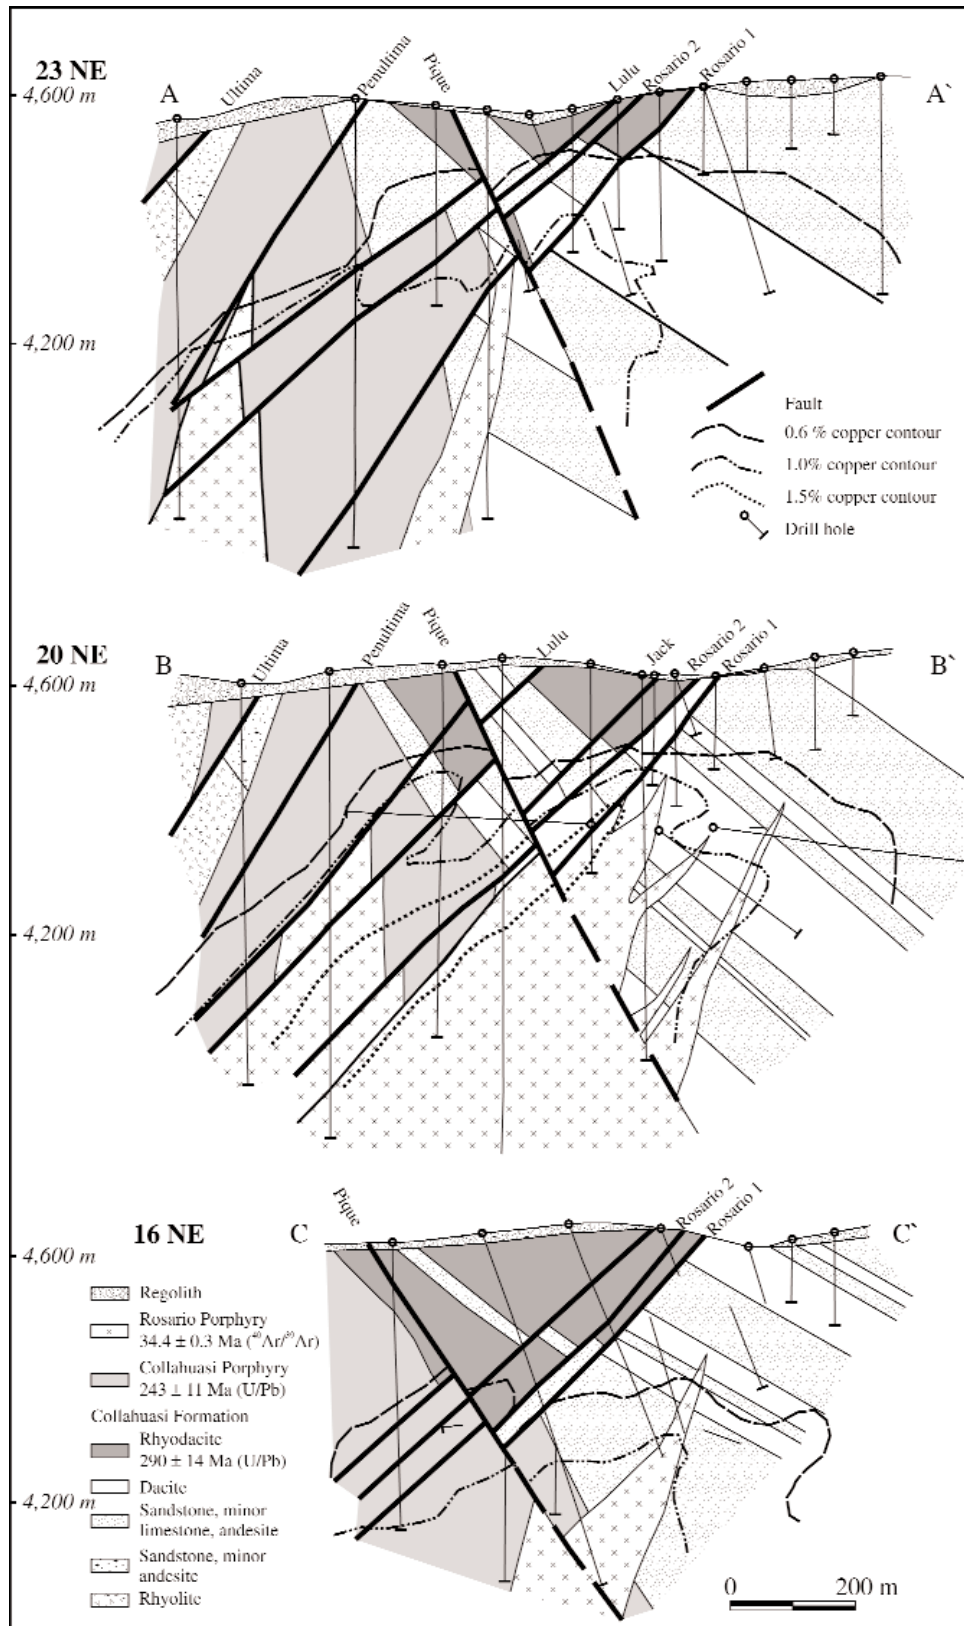 23 NE
4,600 m
A
Ultima
Penultima
Pique
Lulu
Rosario 2
Rosario 1
A`
4,200 m
Fault
0.6 % copper contour
1.0% copper contour
1.5% copper contour
Drill hole
20 NE
4,600 m
B
Ultima
Penultima
Pique
Lulu
Jack
Rosario 2
Rosario 1
B`
4,200 m
16 NE
4,600 m
C
Pique
Rosario 2
Rosario 1
C`
Regolith
Rosario Porphyry
34.4 ± 0.3 Ma (⁴⁰Ar/³⁹Ar)
Collahuasi Porphyry
243 ± 11 Ma (U/Pb)
Collahuasi Formation
Rhyodacite
290 ± 14 Ma (U/Pb)
Dacite
4,200 m
Sandstone, minor
limestone, andesite
Sandstone, minor
andesite
Rhyolite
0
200 m